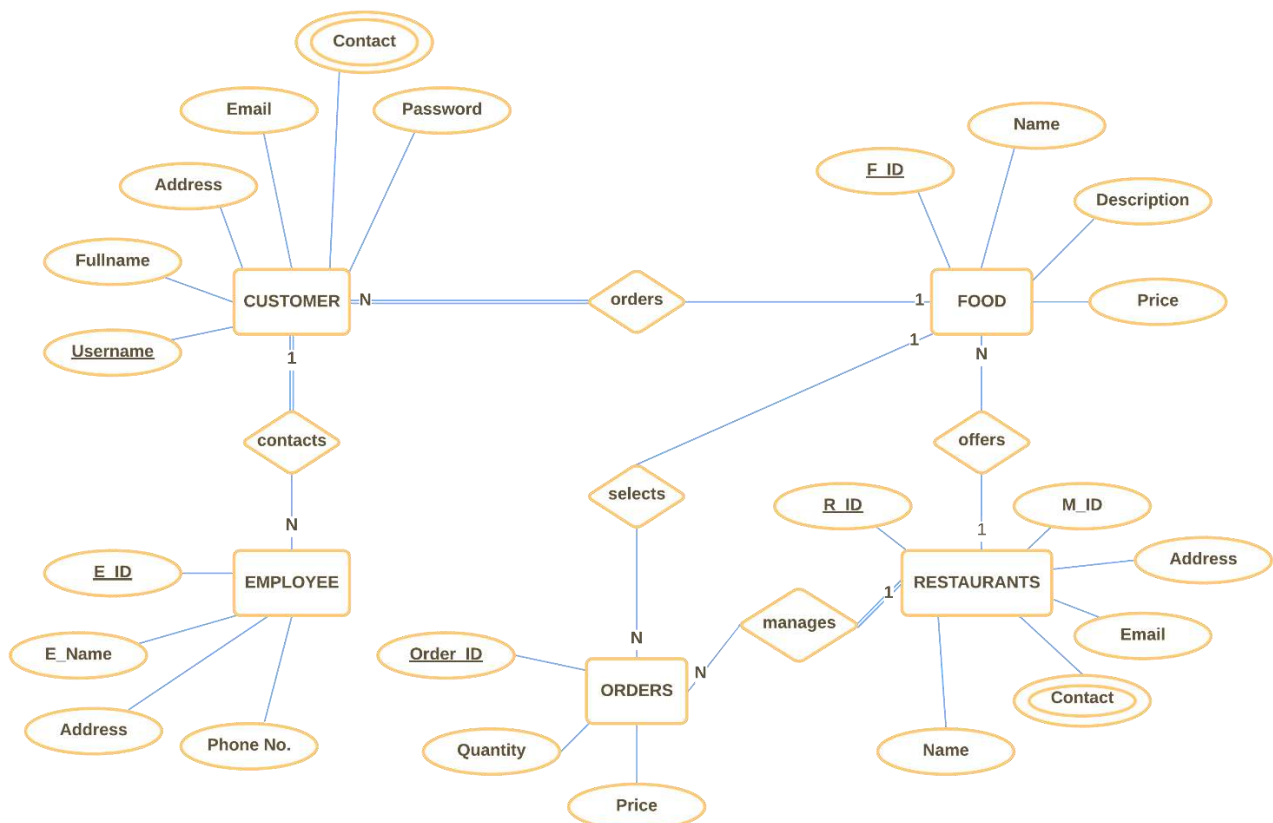 Contact
Email
Password
Name
F_ID
Address
Description
Fullname
CUSTOMER
N
orders
1
FOOD
Price
Username
1
1
N
contacts
offers
selects
R_ID
M_ID
N
1
Address
E_ID
EMPLOYEE
RESTAURANTS
1
manages
Email
N
E_Name
Order_ID
N
ORDERS
Contact
Address
Phone No.
Quantity
Name
Price